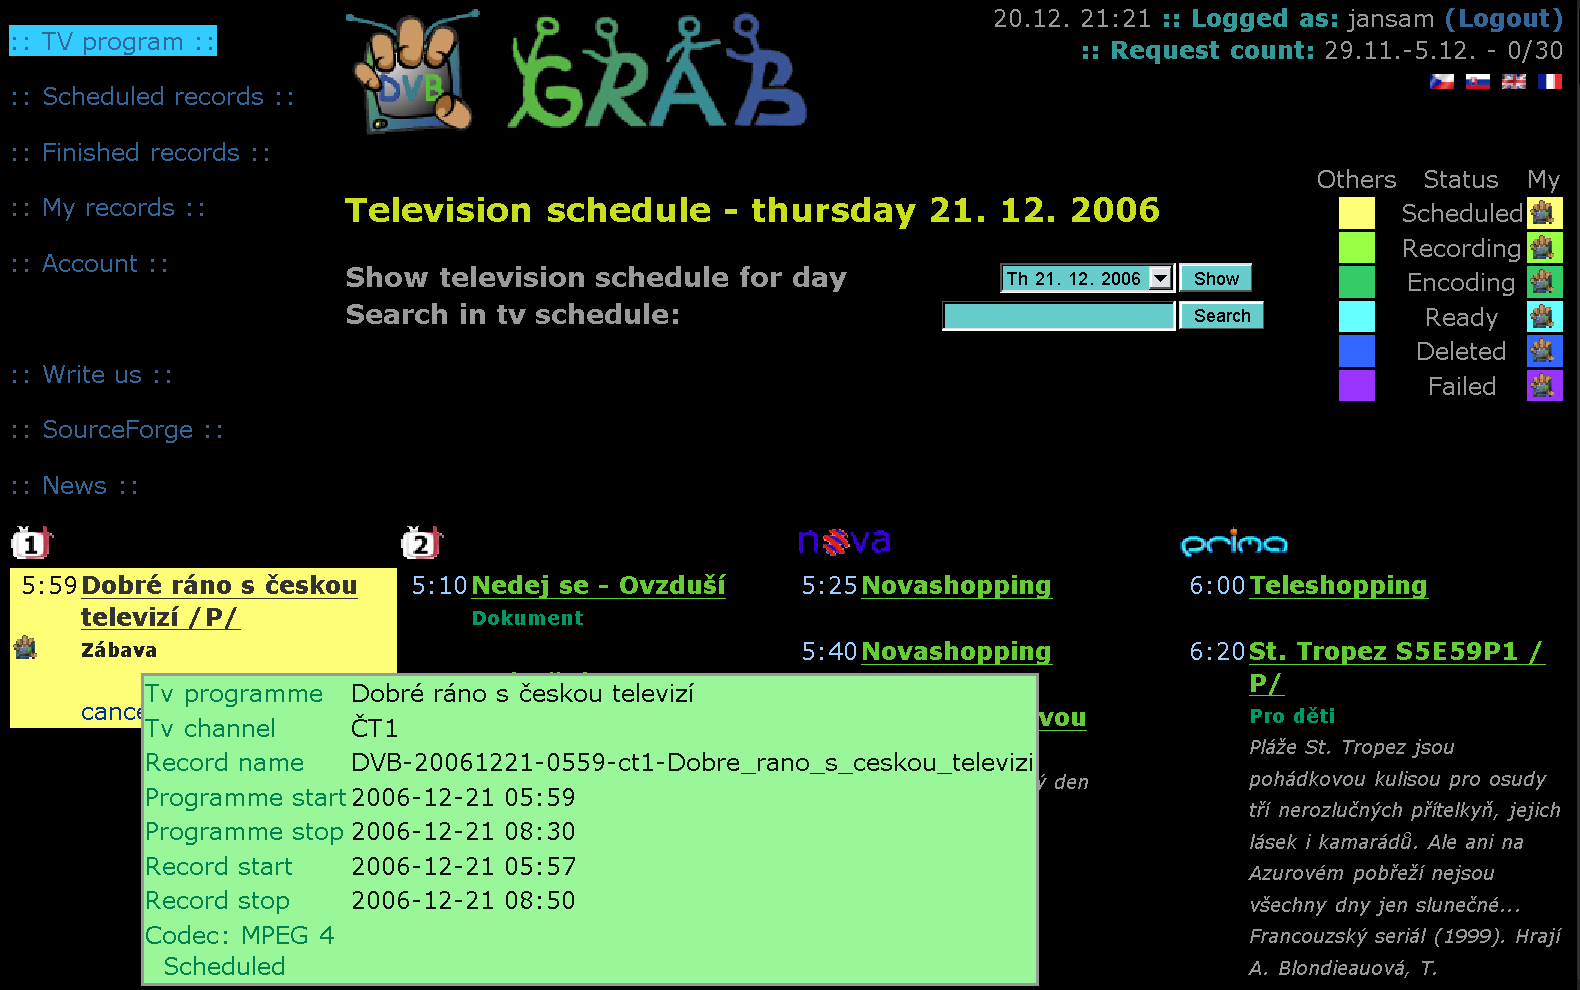 :: TV program ::
:: Scheduled records ::
:: Finished records ::
:: My records ::
:: Account ::
:: Write us ::
:: SourceForge ::
:: News ::
DVB GRAB
20.12. 21:21 :: Logged as: jansam (Logout)
:: Request count: 29.11.-5.12. - 0/30
Television schedule - thursday 21. 12. 2006
Show television schedule for day Th 21. 12. 2006 Show
Search in tv schedule: Search
Others Status My
Scheduled
Recording
Encoding
Ready
Deleted
Failed
1
5:59 Dobré ráno s českou
televizí /P/
Zábava
cance
2
5:10 Nedej se - Ovzduší
Dokument
nova
5:25 Novashopping
5:40 Novashopping
vou
ý den
prima
6:00 Teleshopping
6:20 St. Tropez S5E59P1 /
P/
Pro děti
Pláže St. Tropez jsou
pohádkovou kulisou pro osudy
tří nerozlučných přítelkyň, jejich
lásek i kamarádů. Ale ani na
Azurovém pobřeží nejsou
všechny dny jen slunečné...
Francouzský seriál (1999). Hrají
A. Blondieauová, T.
Tv programme Dobré ráno s českou televizí
Tv channel ČT1
Record name DVB-20061221-0559-ct1-Dobre_rano_s_ceskou_televizi
Programme start 2006-12-21 05:59
Programme stop 2006-12-21 08:30
Record start 2006-12-21 05:57
Record stop 2006-12-21 08:50
Codec: MPEG 4
Scheduled